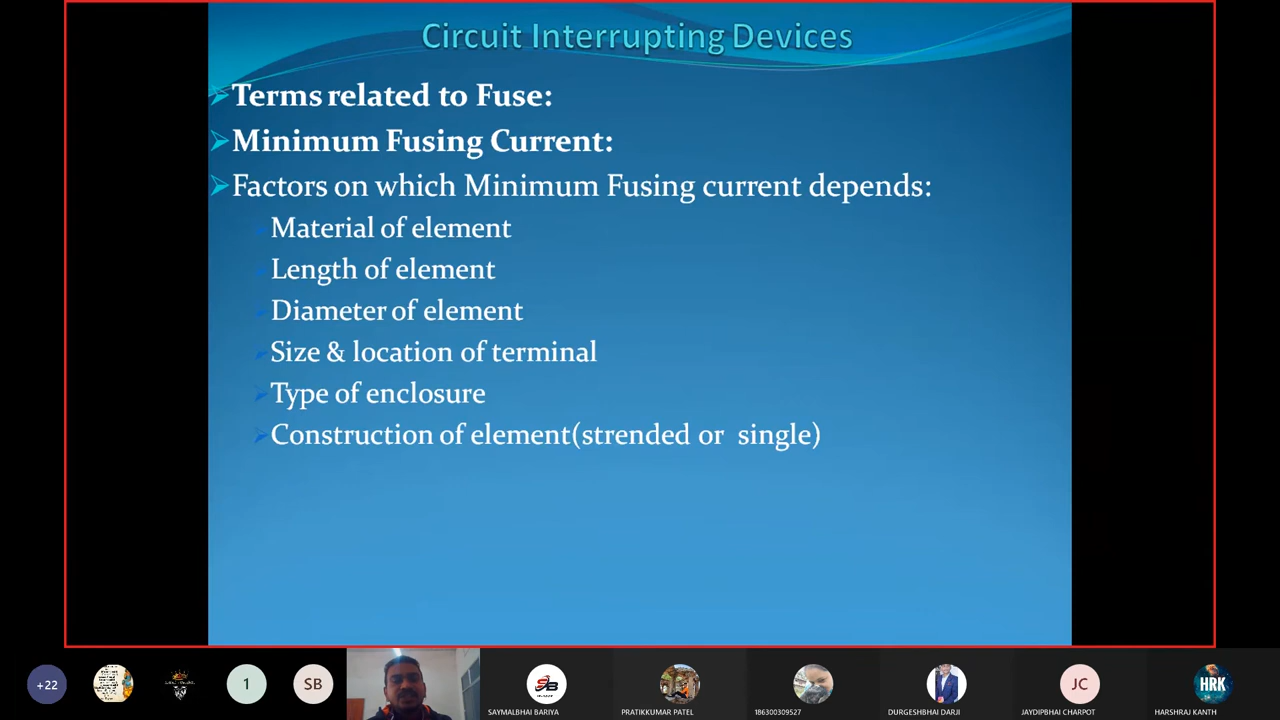 Circuit Interrupting Devices
Terms related to Fuse:
Minimum Fusing Current:
Factors on which Minimum Fusing current depends:
Material of element
Length of element
Diameter of element
Size & location of terminal
Type of enclosure
Construction of element(strended or single)
+22
1
SB
SB
JC
HRK
SAYMALBHAI BARIYA
PRATIKKUMAR PATEL
186300309527
DURGESHBHAI DARJI
JAYDIPBHAI CHARPOT
HARSHRAJ KANTH